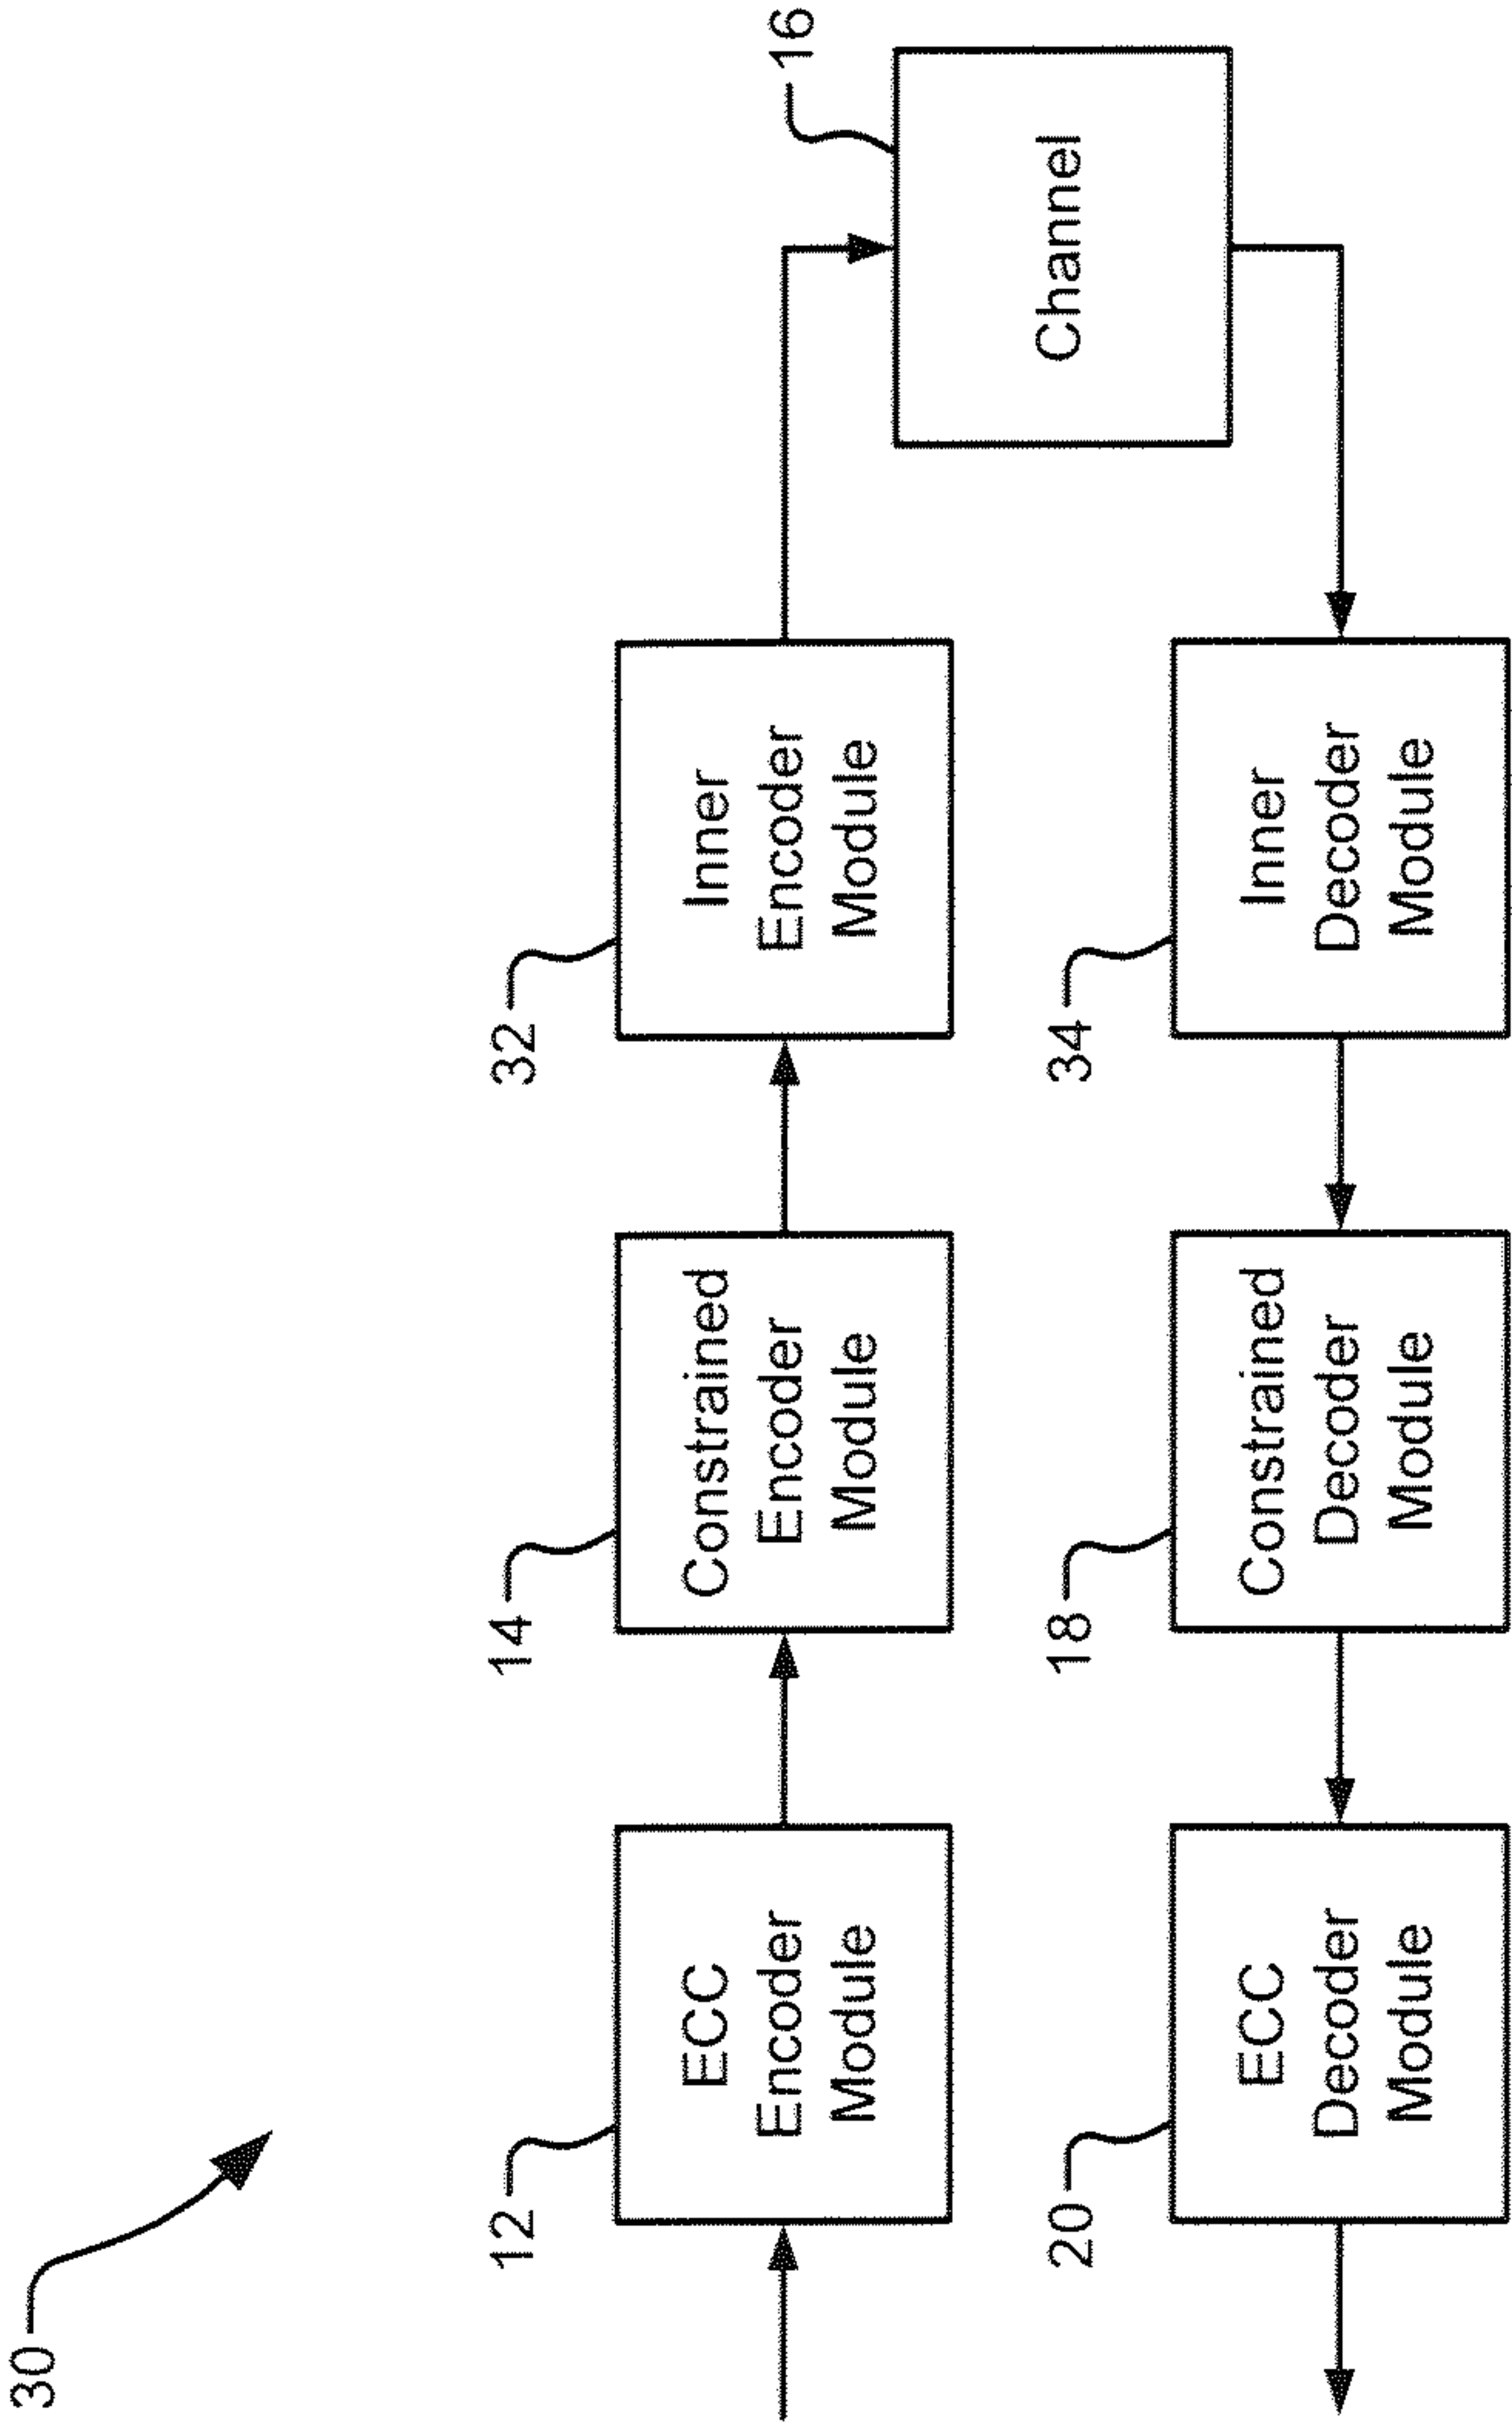 30
12
ECC
Encoder
Module
14
Constrained
Encoder
Module
32
Inner
Encoder
Module
16
Channel
20
ECC
Decoder
Module
18
Constrained
Decoder
Module
34
Inner
Decoder
Module